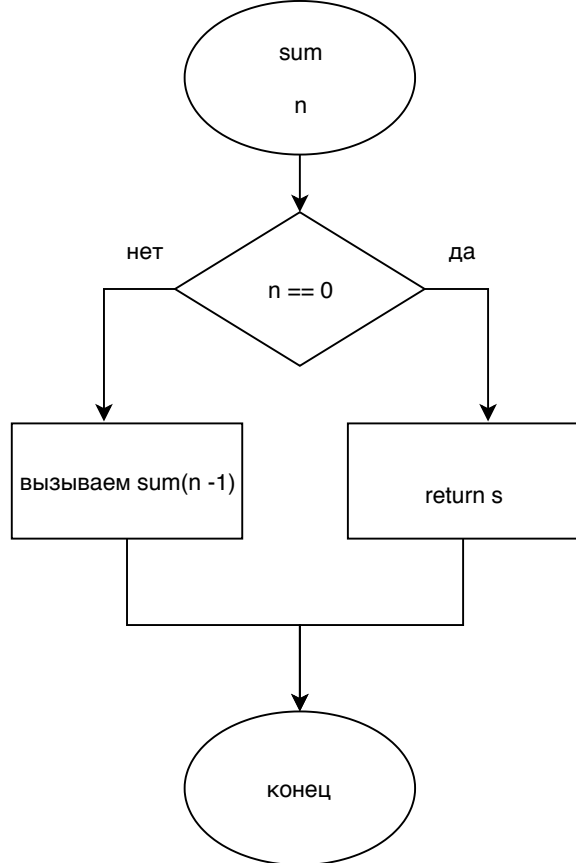 sum
n
нет
да
n == 0
вызываем sum(n -1)
return s
конец